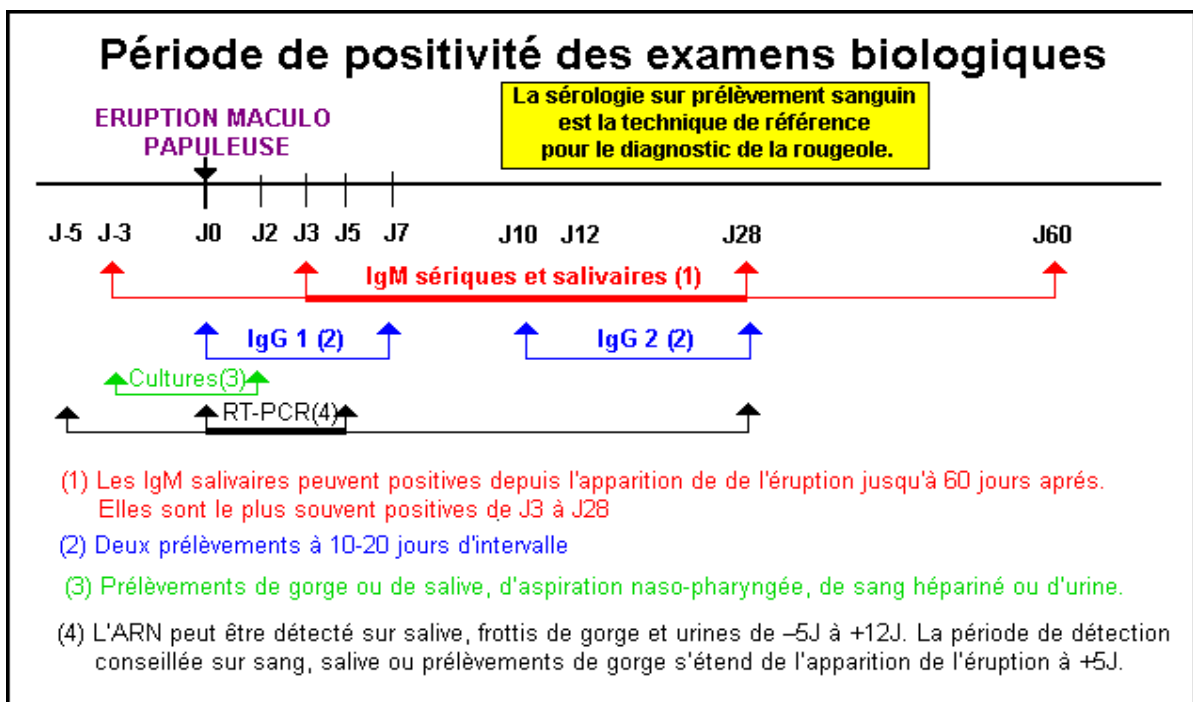 Période de positivité des examens biologiques
La sérologie sur prélèvement sanguin
est la technique de référence
pour le diagnostic de la rougeole.
ERUPTION MACULO
PAPULEUSE
J-5 J-3 J0 J2 J3 J5 J7 J10 J12 J28 J60
IgM sériques et salivaires (1)
IgG 1 (2) IgG 2 (2)
Cultures(3)
RT-PCR(4)
(1) Les IgM salivaires peuvent positives depuis l'apparition de de l'éruption jusqu'à 60 jours aprés.
Elles sont le plus souvent positives de J3 à J28
(2) Deux prélèvements à 10-20 jours d'intervalle
(3) Prélèvements de gorge ou de salive, d'aspiration naso-pharyngée, de sang hépariné ou d'urine.
(4) L'ARN peut être détecté sur salive, frottis de gorge et urines de –5J à +12J. La période de détection
conseillée sur sang, salive ou prélèvements de gorge s'étend de l'apparition de l'éruption à +5J.